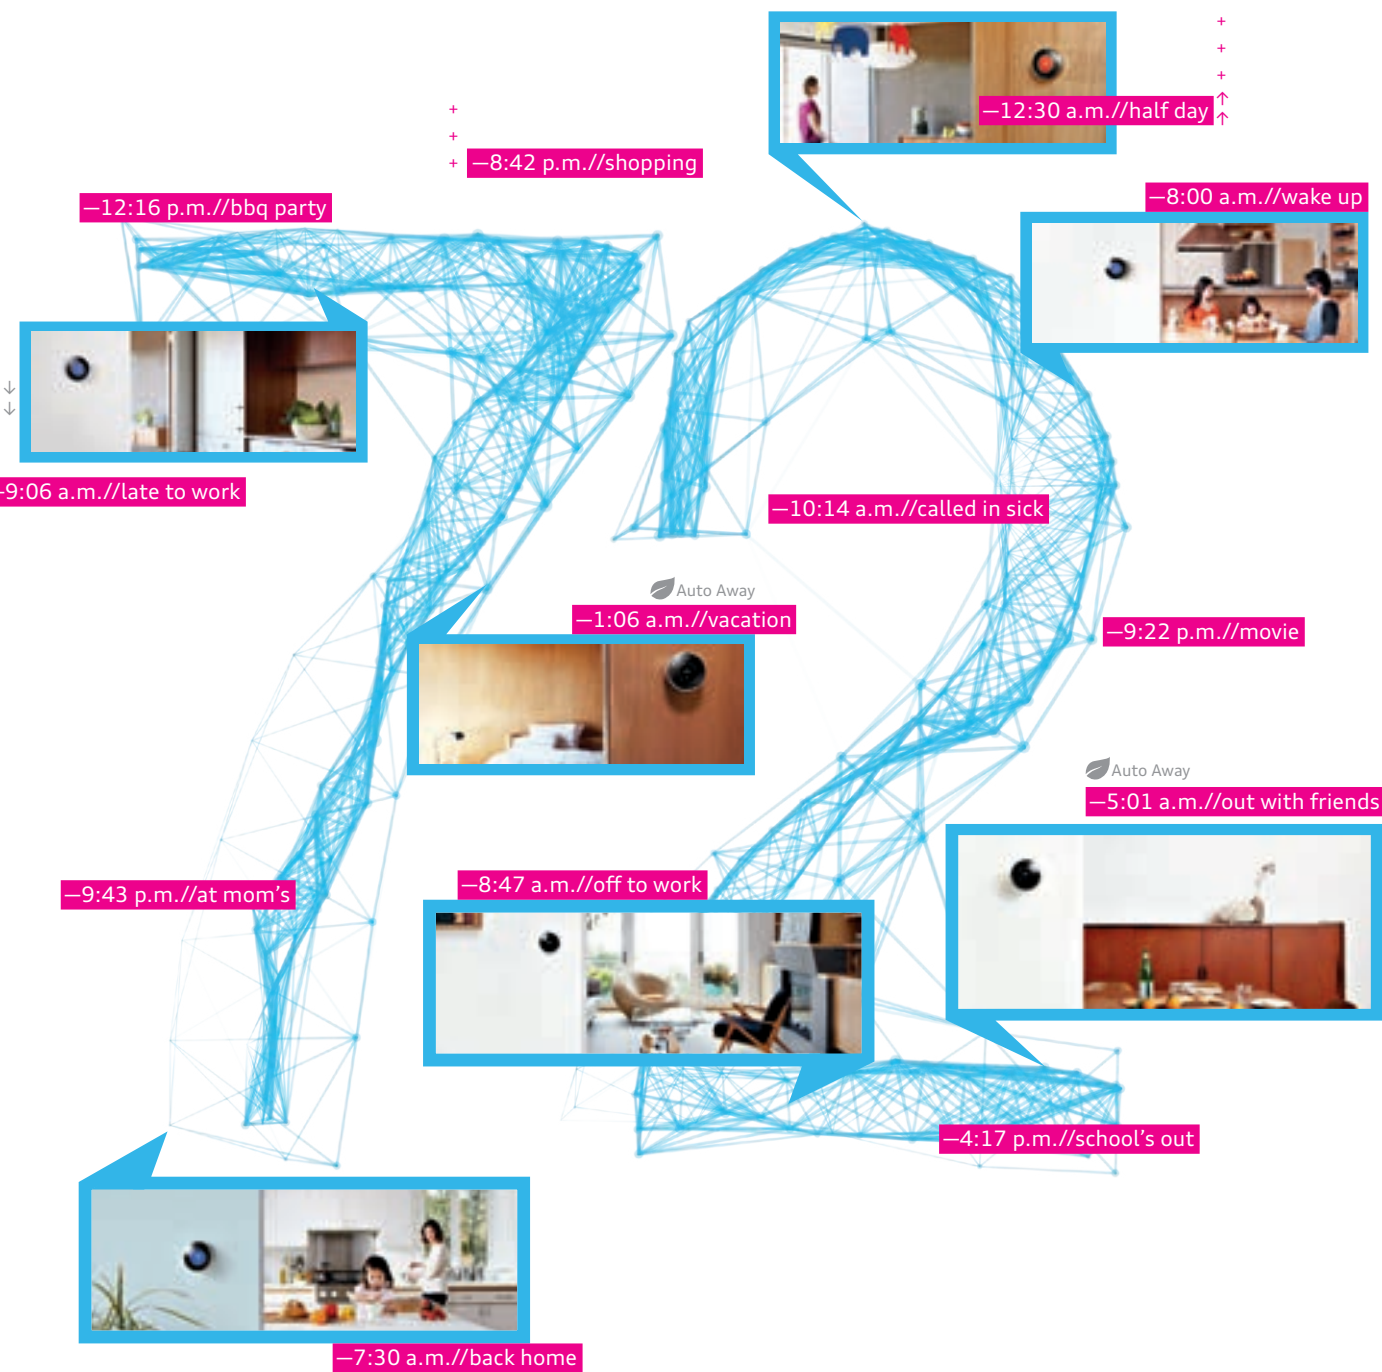 —12:30 a.m.//half day
—8:42 p.m.//shopping
—8:00 a.m.//wake up
—12:16 p.m.//bbq party
72
—9:06 a.m.//late to work
—10:14 a.m.//called in sick
Auto Away
—1:06 a.m.//vacation
—9:22 p.m.//movie
Auto Away
—5:01 a.m.//out with friends
—9:43 p.m.//at mom's
—8:47 a.m.//off to work
—4:17 p.m.//school's out
—7:30 a.m.//back home